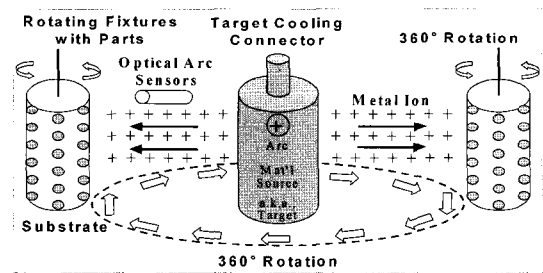 Rotating Fixtures
with Parts
Target Cooling
Connector
360° Rotation
Optical Arc
Sensors
Metal Ion
Arc
Mat'l
Source
a.k.a.
Target
Substrate
360° Rotation